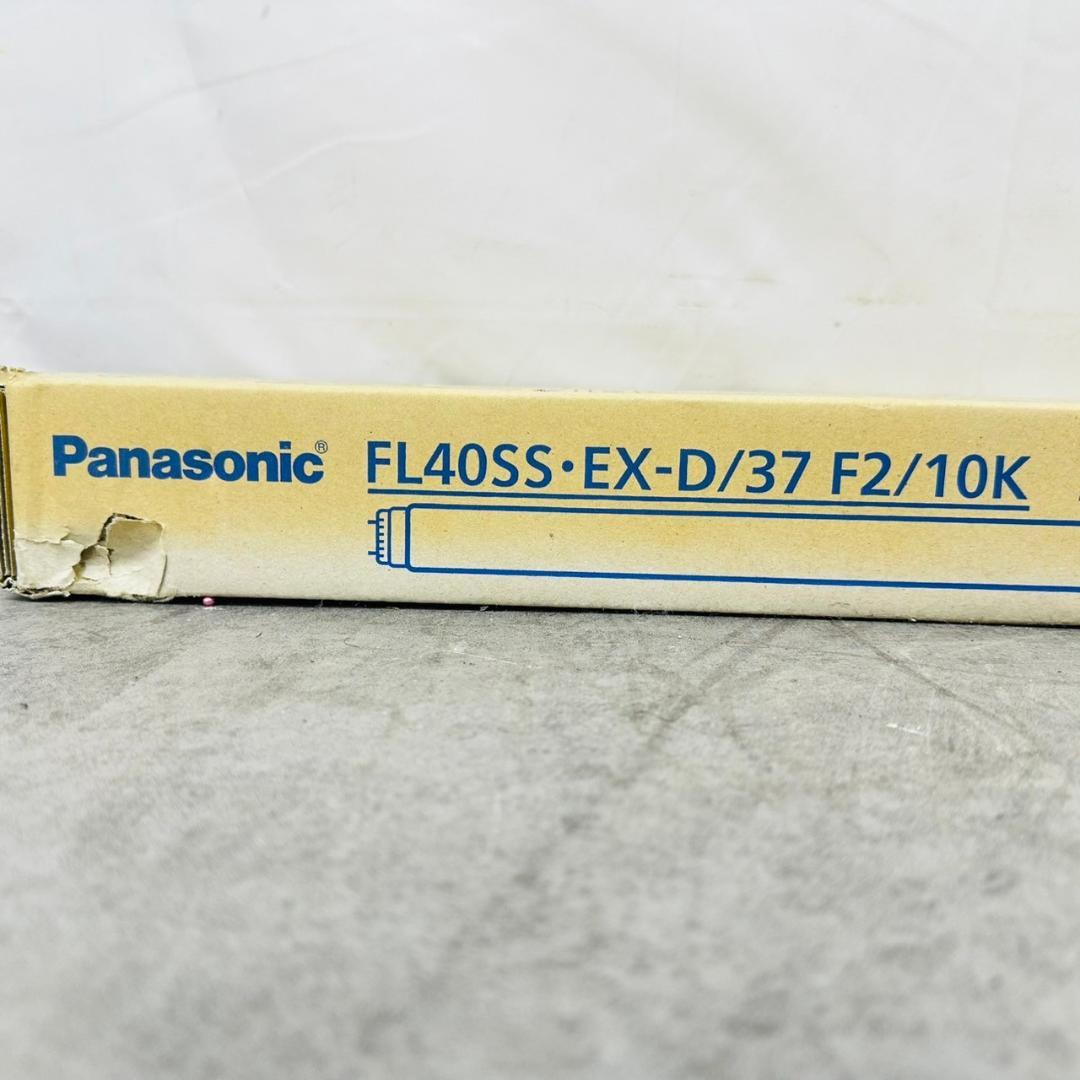 Panasonic® FL40SS・EX-D/37 F2/10K